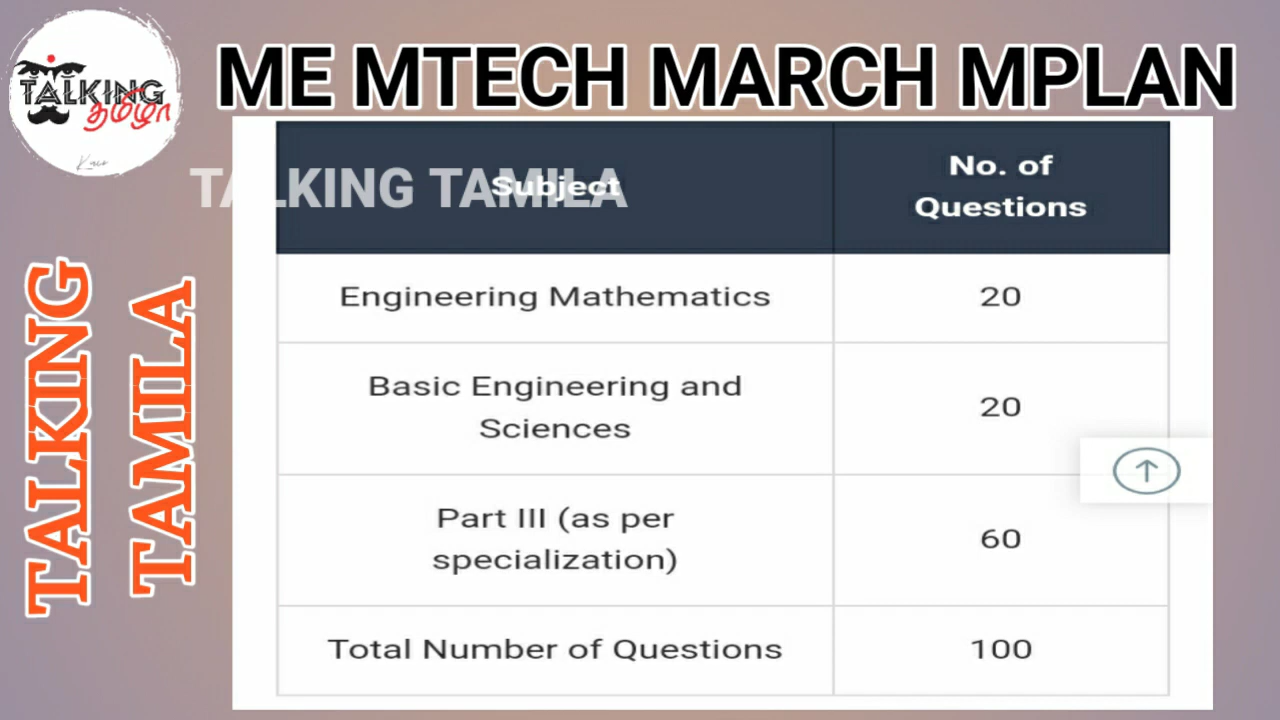 TALKING
தமிழா
ME MTECH MARCH MPLAN
TALKING TAMILA
Subject
No. of
Questions
Engineering Mathematics
20
Basic Engineering and
Sciences
20
Part III (as per
specialization)
60
Total Number of Questions
100
TALKING
TAMILA